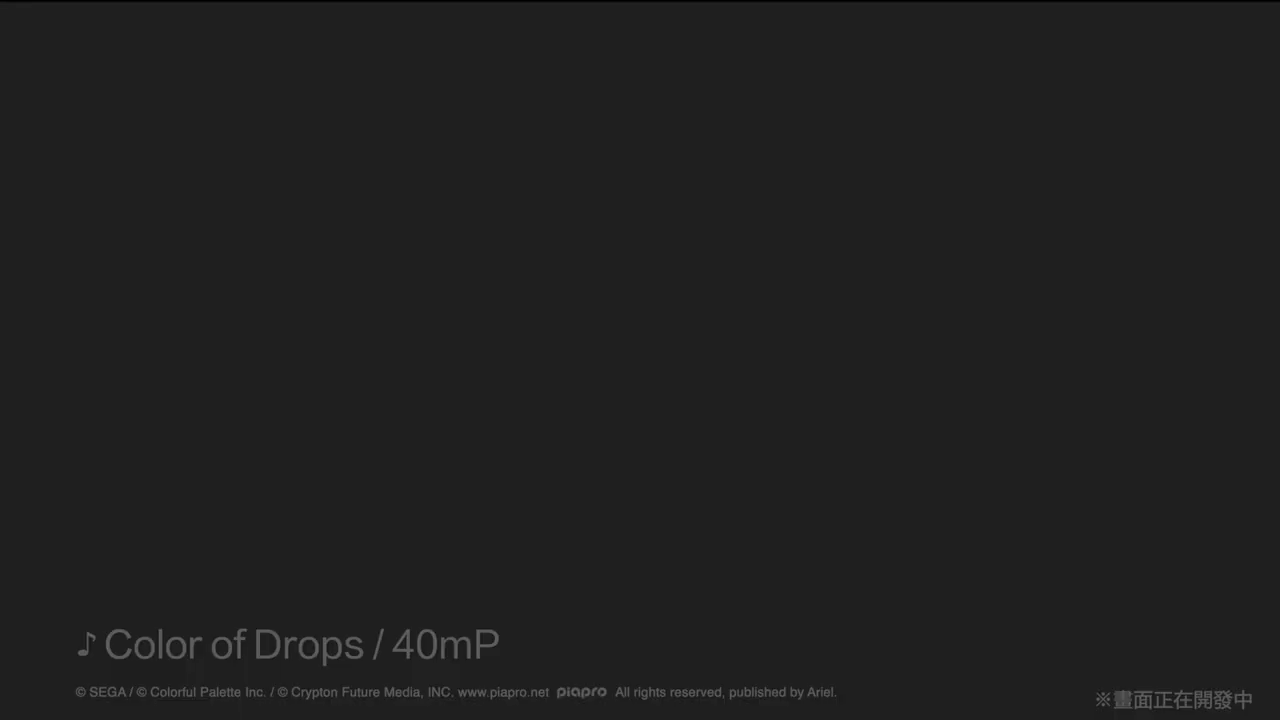 ♪ Color of Drops / 40mP
© SEGA / © Colorful Palette Inc. / © Crypton Future Media, INC. www.piapro.net piapro All rights reserved, published by Ariel.
※畫面正在開發中